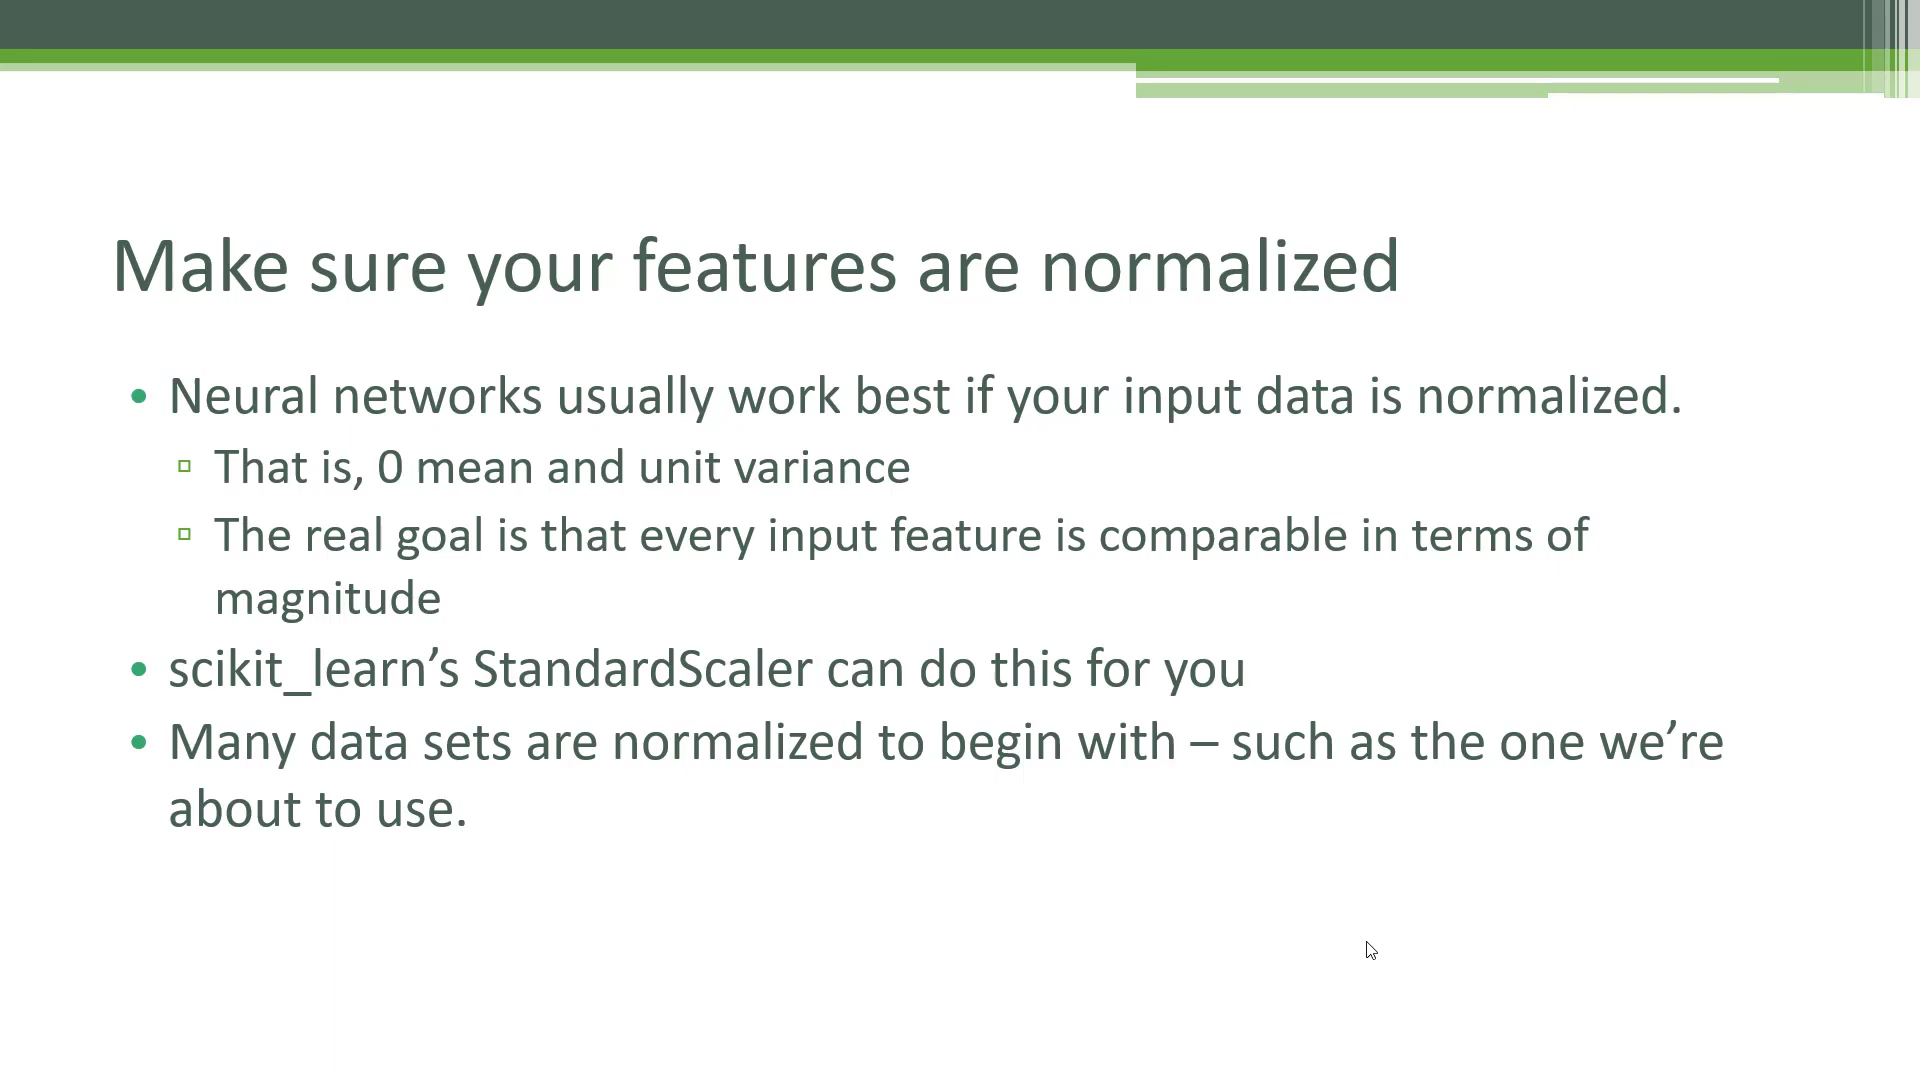 Make sure your features are normalized
• Neural networks usually work best if your input data is normalized.
▫ That is, 0 mean and unit variance
▫ The real goal is that every input feature is comparable in terms of
magnitude
• scikit_learn’s StandardScaler can do this for you
• Many data sets are normalized to begin with – such as the one we’re
about to use.